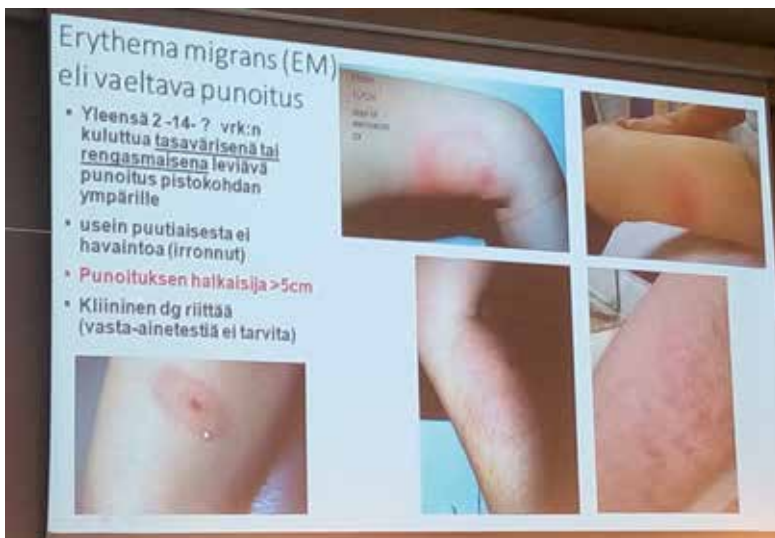 Erythema migrans (EM)
eli vaeltava punoitus
• Yleensä 2 -14- ? vrk:n
kuluttua tasavärisenä tai
rengasmaisena leviävä
punoitus pistokohdan
ympärille
• usein puutiaisesta ei
havaintoa (irronnut)
• Punoituksen halkaisija >5cm
• Kliininen dg riittää
(vasta-ainetestiä ei tarvita)